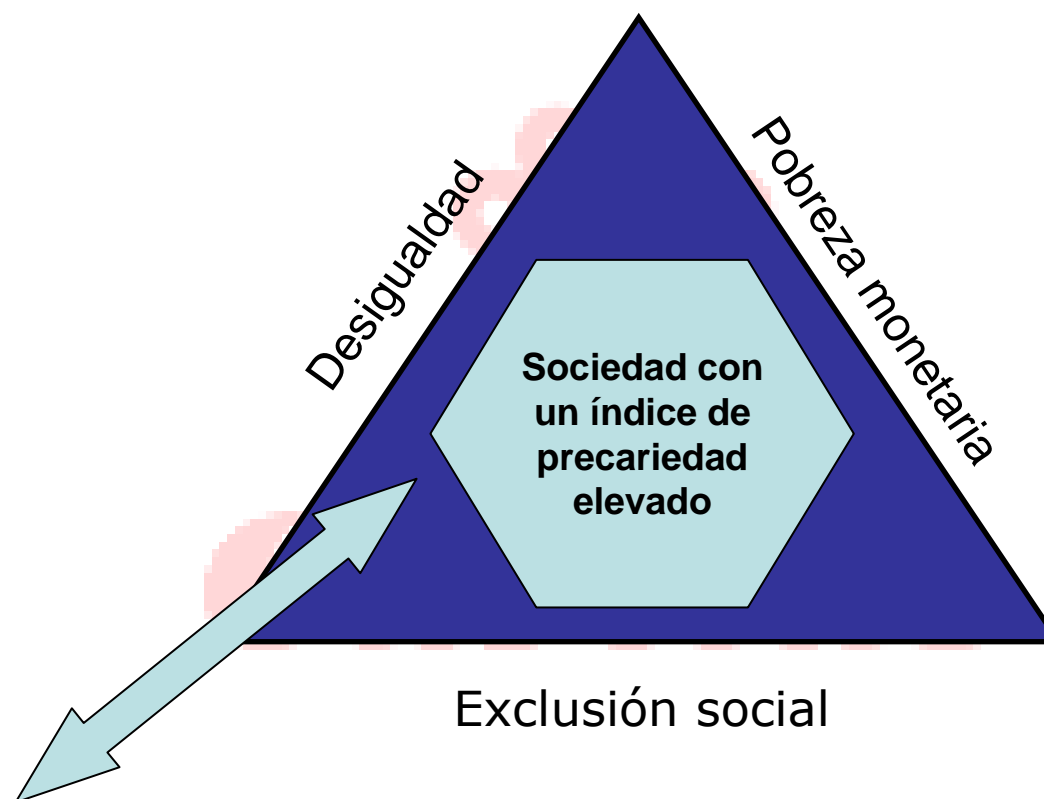 Desigualdad
Pobreza monetaria
Sociedad con
un índice de
precariedad
elevado
Exclusión social